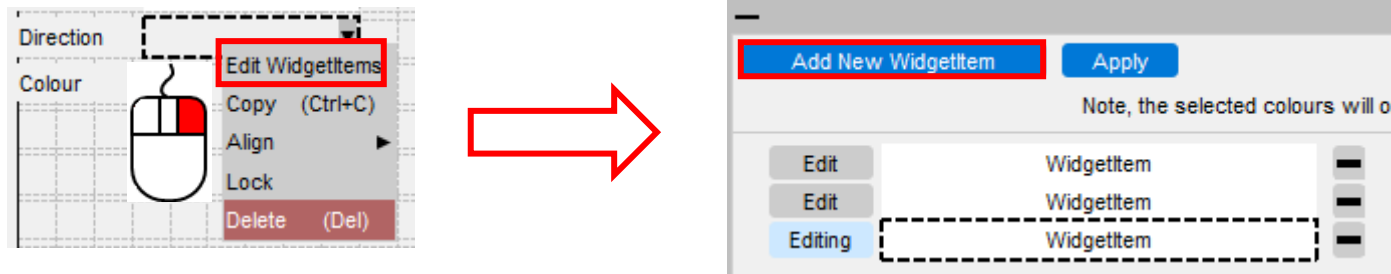 Direction
Edit WidgetItems
Colour
Copy (Ctrl+C)
Align
Lock
Delete (Del)
Add New WidgetItem
Apply
Note, the selected colours will o
Edit WidgetItem
Edit WidgetItem
Editing WidgetItem